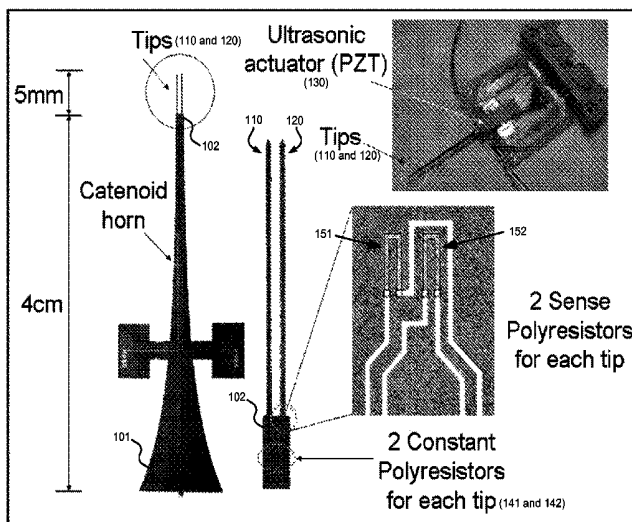 Tips (110 and 120)
5mm
102
Catenoid
horn
4cm
101
110
120
102
Ultrasonic
actuator (PZT)
(130)
Tips
(110 and 120)
151
152
2 Sense
Polyresistors
for each tip
2 Constant
Polyresistors
for each tip (141 and 142)